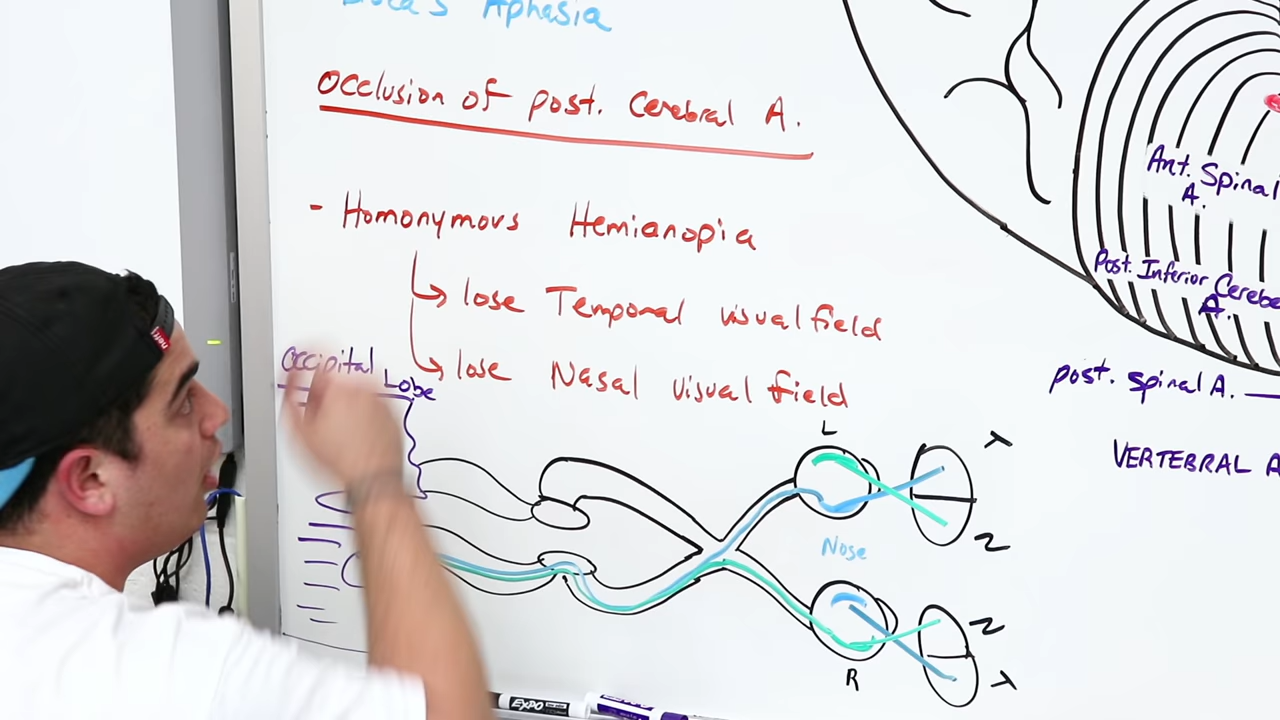 Aphasia
Occlusion of post. Cerebral A.
- Homonymous Hemianopia
lose Temporal visual field
lose Nasal visual field
Occipital
Lobe
L
T
N
Nose
N
T
R
Ant. Spinal
A.
Post. Inferior Cerebe
A.
post. spinal A.
VERTEBRAL A
EXPO